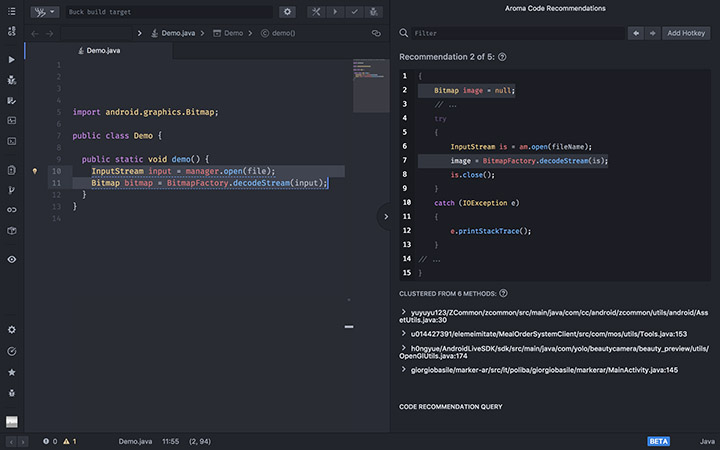 Buck build target
Aroma Code Recommendations
Demo.java
Demo
demo()
Filter
Add Hotkey
Demo.java
Recommendation 2 of 5:
1
2
3
4
5 import android.graphics.Bitmap;
6
7 public class Demo {
8
9 public static void demo() {
10 InputStream input = manager.open(file);
11 Bitmap bitmap = BitmapFactory.decodeStream(input);
12 }
13 }
14
1 {
2 Bitmap image = null;
3 // ...
4 try
5 {
6 InputStream is = am.open(fileName);
7 image = BitmapFactory.decodeStream(is);
8 is.close();
9 }
10 catch (IOException e)
11 {
12 e.printStackTrace();
13 }
14 // ...
15 }
CLUSTERED FROM 6 METHODS:
yuyuyu123/ZCommon/zcommon/src/main/java/com/cc/android/zcommon/utils/android/Ass
etUtils.java:30
u014427391/elemeimitate/MealOrderSystemClient/src/com/mos/utils/Tools.java:153
h0ngyue/AndroidLiveSDK/sdk/src/main/java/com/yolo/beautycamera/beauty_preview/utils/
OpenGlUtils.java:174
giorgiobasile/marker-ar/src/it/poliba/giorgiobasile/markerar/MainActivity.java:145
CODE RECOMMENDATION QUERY
0 1 Demo.java 11:55 (2, 94) BETA Java